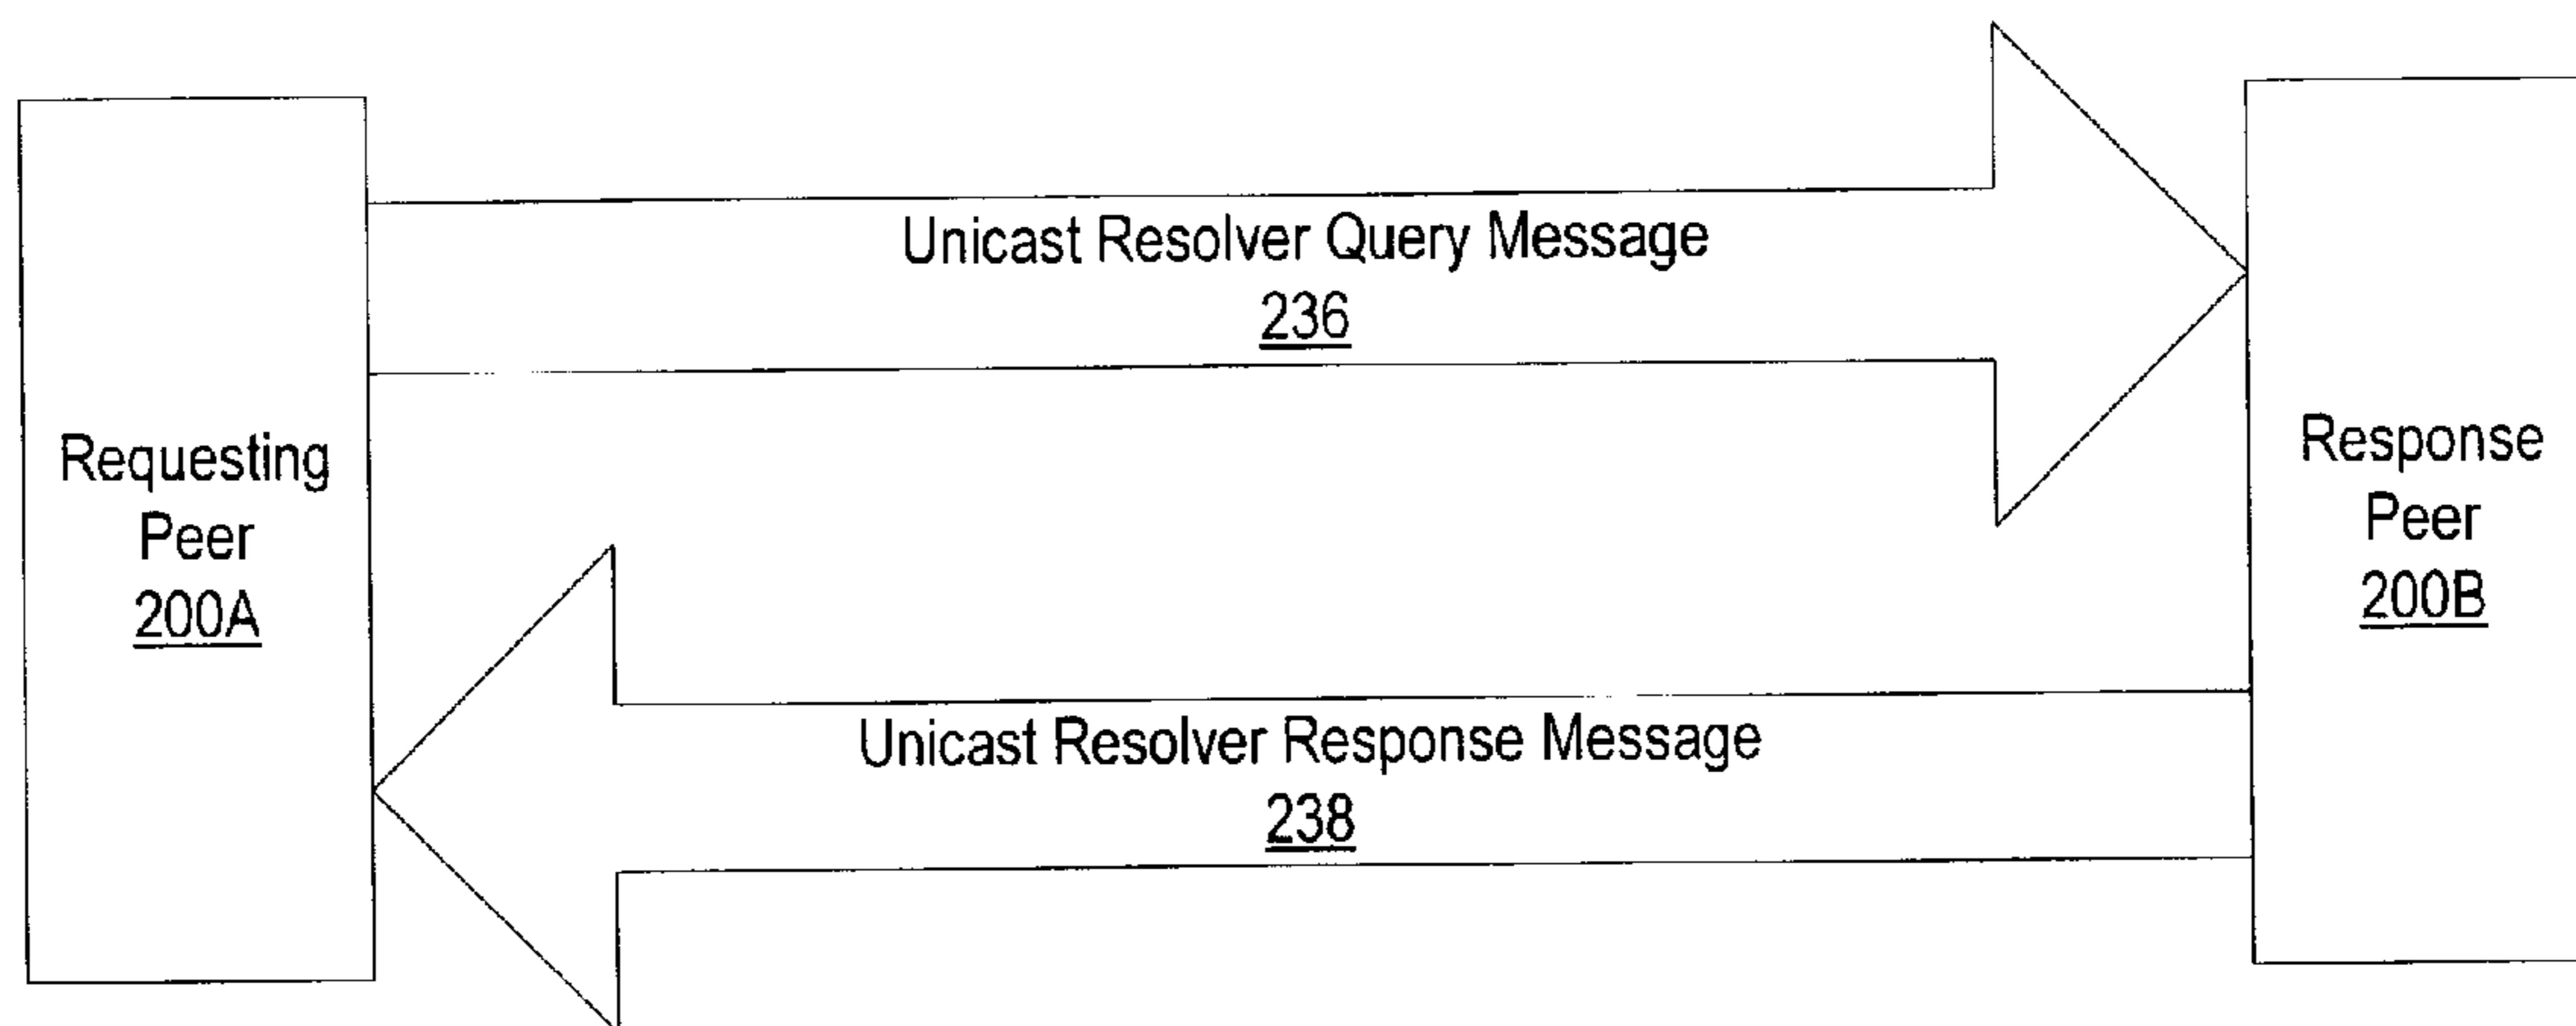 Unicast Resolver Query Message
236
Requesting
Peer
200A
Response
Peer
200B
Unicast Resolver Response Message
238